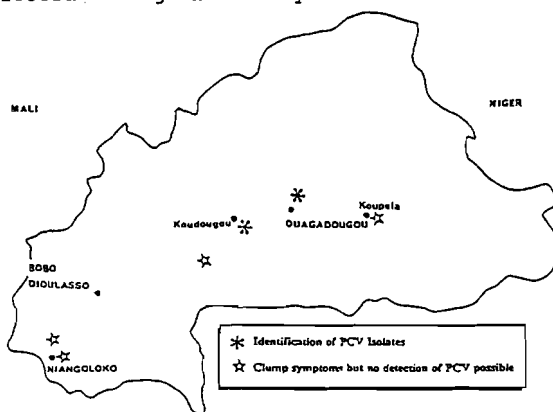 MALI
NIGER
Koupela
Koudougou
OUAGADOUGOU
BOBO
DIOULASSO
NIANGOLOKO
Identification of PCV Isolates
Clump symptoms but no detection of PCV possible